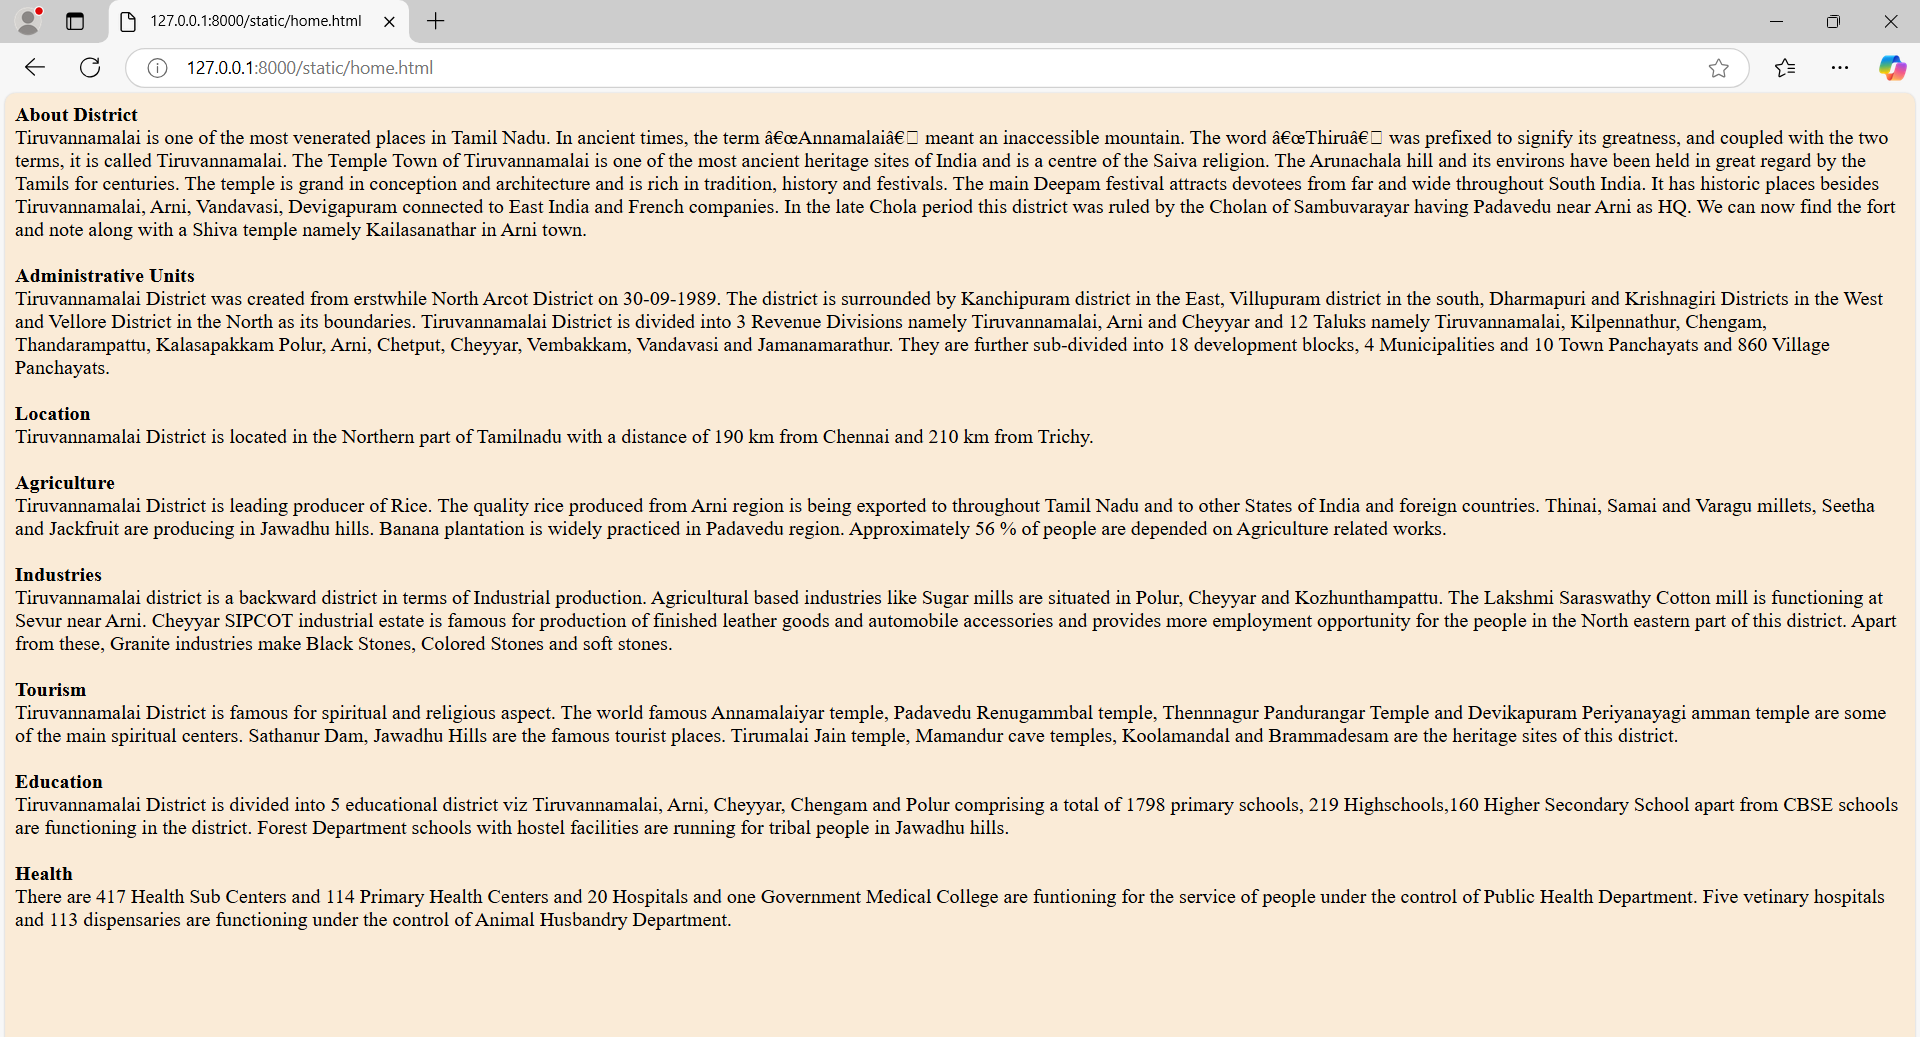 127.0.0.1:8000/static/home.html
127.0.0.1:8000/static/home.html
About District
Tiruvannamalai is one of the most venerated places in Tamil Nadu. In ancient times, the term â€œAnnamalaiâ€□ meant an inaccessible mountain. The word â€œThiruâ€□ was prefixed to signify its greatness, and coupled with the two
terms, it is called Tiruvannamalai. The Temple Town of Tiruvannamalai is one of the most ancient heritage sites of India and is a centre of the Saiva religion. The Arunachala hill and its environs have been held in great regard by the
Tamils for centuries. The temple is grand in conception and architecture and is rich in tradition, history and festivals. The main Deepam festival attracts devotees from far and wide throughout South India. It has historic places besides
Tiruvannamalai, Arni, Vandavasi, Devigapuram connected to East India and French companies. In the late Chola period this district was ruled by the Cholan of Sambuvarayar having Padavedu near Arni as HQ. We can now find the fort
and note along with a Shiva temple namely Kailasanathar in Arni town.
Administrative Units
Tiruvannamalai District was created from erstwhile North Arcot District on 30-09-1989. The district is surrounded by Kanchipuram district in the East, Villupuram district in the south, Dharmapuri and Krishnagiri Districts in the West
and Vellore District in the North as its boundaries. Tiruvannamalai District is divided into 3 Revenue Divisions namely Tiruvannamalai, Arni and Cheyyar and 12 Taluks namely Tiruvannamalai, Kilpennathur, Chengam,
Thandarampattu, Kalasapakkam Polur, Arni, Chetput, Cheyyar, Vembakkam, Vandavasi and Jamanamarathur. They are further sub-divided into 18 development blocks, 4 Municipalities and 10 Town Panchayats and 860 Village
Panchayats.
Location
Tiruvannamalai District is located in the Northern part of Tamilnadu with a distance of 190 km from Chennai and 210 km from Trichy.
Agriculture
Tiruvannamalai District is leading producer of Rice. The quality rice produced from Arni region is being exported to throughout Tamil Nadu and to other States of India and foreign countries. Thinai, Samai and Varagu millets, Seetha
and Jackfruit are producing in Jawadhu hills. Banana plantation is widely practiced in Padavedu region. Approximately 56 % of people are depended on Agriculture related works.
Industries
Tiruvannamalai district is a backward district in terms of Industrial production. Agricultural based industries like Sugar mills are situated in Polur, Cheyyar and Kozhunthampattu. The Lakshmi Saraswathy Cotton mill is functioning at
Sevur near Arni. Cheyyar SIPCOT industrial estate is famous for production of finished leather goods and automobile accessories and provides more employment opportunity for the people in the North eastern part of this district. Apart
from these, Granite industries make Black Stones, Colored Stones and soft stones.
Tourism
Tiruvannamalai District is famous for spiritual and religious aspect. The world famous Annamalaiyar temple, Padavedu Renugammbal temple, Thennnagur Pandurangar Temple and Devikapuram Periyanayagi amman temple are some
of the main spiritual centers. Sathanur Dam, Jawadhu Hills are the famous tourist places. Tirumalai Jain temple, Mamandur cave temples, Koolamandal and Brammadesam are the heritage sites of this district.
Education
Tiruvannamalai District is divided into 5 educational district viz Tiruvannamalai, Arni, Cheyyar, Chengam and Polur comprising a total of 1798 primary schools, 219 Highschools,160 Higher Secondary School apart from CBSE schools
are functioning in the district. Forest Department schools with hostel facilities are running for tribal people in Jawadhu hills.
Health
There are 417 Health Sub Centers and 114 Primary Health Centers and 20 Hospitals and one Government Medical College are funtioning for the service of people under the control of Public Health Department. Five vetinary hospitals
and 113 dispensaries are functioning under the control of Animal Husbandry Department.